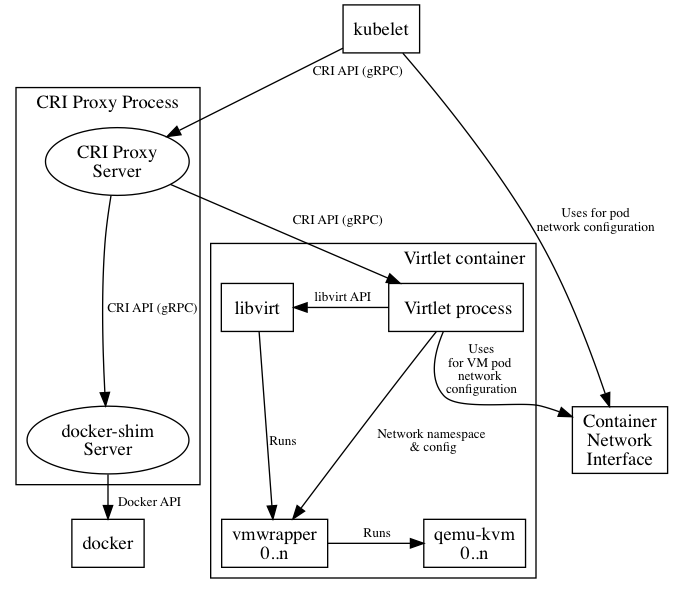 kubelet
CRI API (gRPC)
CRI Proxy Process
CRI Proxy
Server
Uses for pod
network configuration
CRI API (gRPC)
Virtlet container
CRI API (gRPC)
libvirt
libvirt API
Virtlet process
Uses
for VM pod
network
configuration
docker-shim
Server
Runs
Network namespace
& config
Container
Network
Interface
Docker API
docker
vmwrapper
0..n
Runs
qemu-kvm
0..n